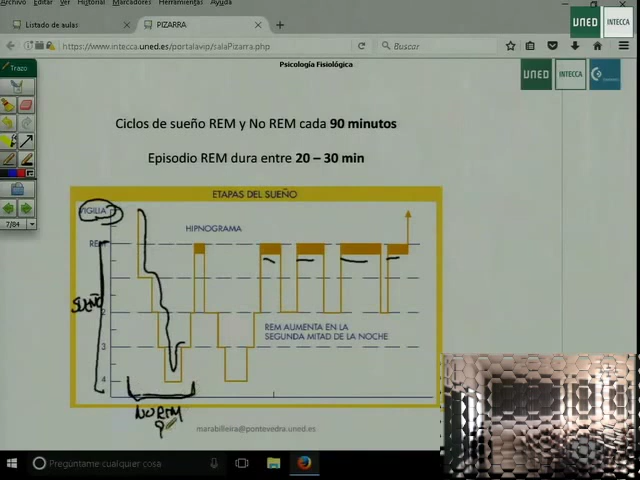 Archivo Editar Ver Historial Marcadores Herramientas Ayuda
Listado de aulas
PIZARRA
https://www.intecca.uned.es/portalavip/salaPizarra.php
Buscar
UNED
INTECCA
Psicología Fisiológica
UNED
INTECCA
Trazo
7/84
Ciclos de sueño REM y No REM cada 90 minutos
Episodio REM dura entre 20 – 30 min
ETAPAS DEL SUEÑO
VIGILIA
HIPNOGRAMA
REM
SUEÑO
2
REM AUMENTA EN LA
SEGUNDA MITAD DE LA NOCHE
3
4
NO REM
9
marabilleira@pontevedra.uned.es
Pregúntame cualquier cosa